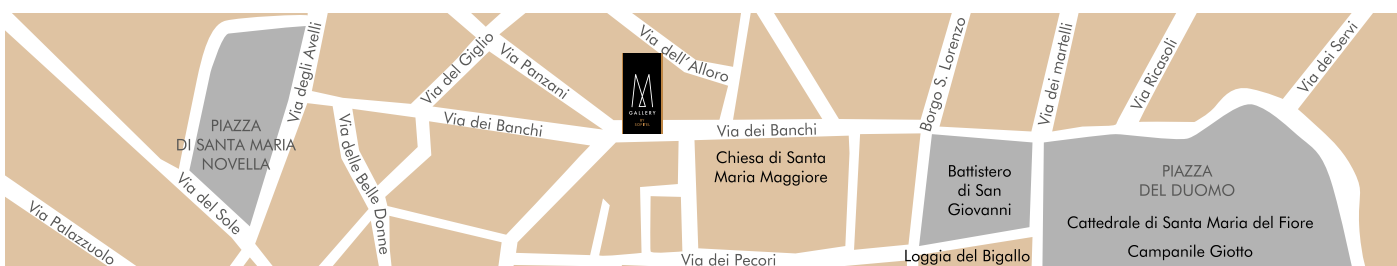 PIAZZA
DI SANTA MARIA
NOVELLA
Via degli Avelli
Via del Giglio
Via Panzani
Via dell' Alloro
Via dei Banchi
M
GALLERY
Via dei Banchi
Borgo S. Lorenzo
Via dei martelli
Via Ricasoli
Via dei Servi
Via delle Belle Donne
Via del Sole
Via Palazzuolo
Chiesa di Santa
Maria Maggiore
Battistero
di San
Giovanni
PIAZZA
DEL DUOMO
Cattedrale di Santa Maria del Fiore
Campanile Giotto
Loggia del Bigallo
Via dei Pecori